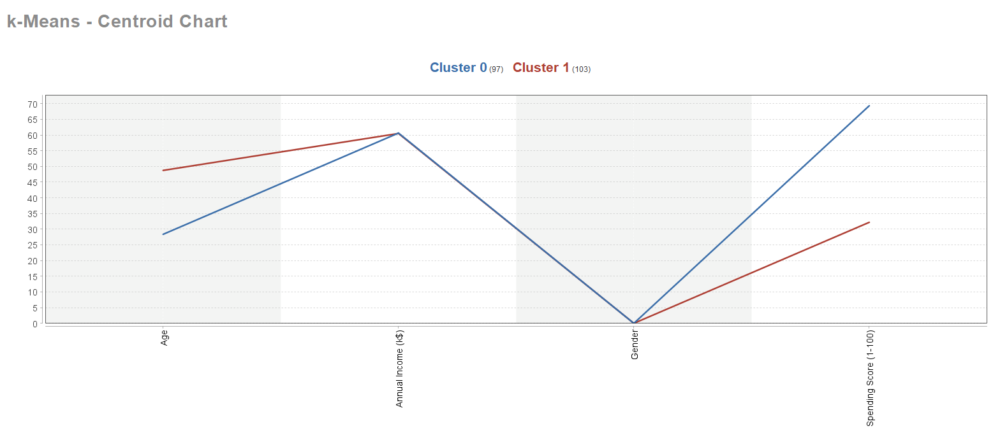 k-Means - Centroid Chart
Cluster 0 (97) Cluster 1 (103)
70
65
60
55
50
45
40
35
30
25
20
15
10
5
0
Age
Annual Income (k$)
Gender
Spending Score (1-100)